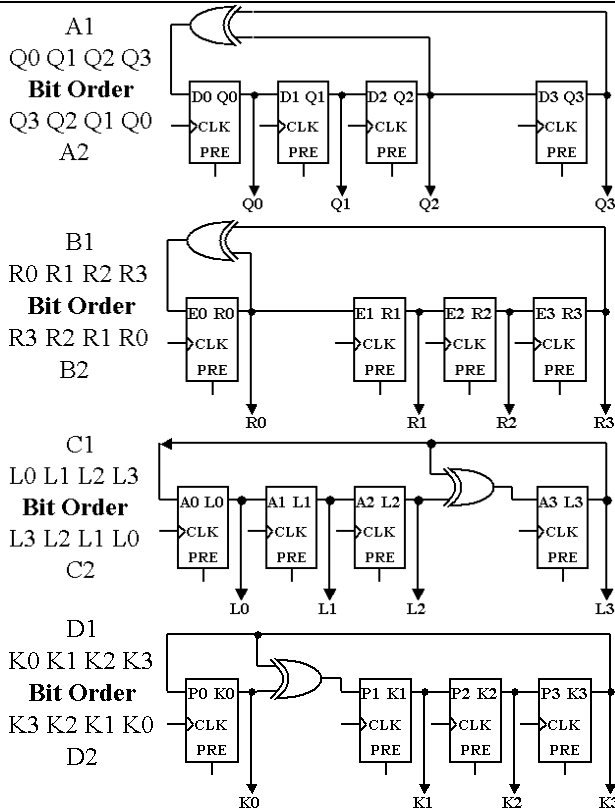 A1
Q0 Q1 Q2 Q3
Bit Order
Q3 Q2 Q1 Q0
A2
D0 Q0 D1 Q1 D2 Q2 D3 Q3
CLK CLK CLK CLK
PRE PRE PRE PRE
Q0 Q1 Q2 Q3
B1
R0 R1 R2 R3
Bit Order
R3 R2 R1 R0
B2
E0 R0 E1 R1 E2 R2 E3 R3
CLK CLK CLK CLK
PRE PRE PRE PRE
R0 R1 R2 R3
C1
L0 L1 L2 L3
Bit Order
L3 L2 L1 L0
C2
A0 L0 A1 L1 A2 L2 A3 L3
CLK CLK CLK CLK
PRE PRE PRE PRE
L0 L1 L2 L3
D1
K0 K1 K2 K3
Bit Order
K3 K2 K1 K0
D2
P0 K0 P1 K1 P2 K2 P3 K3
CLK CLK CLK CLK
PRE PRE PRE PRE
K0 K1 K2 K3